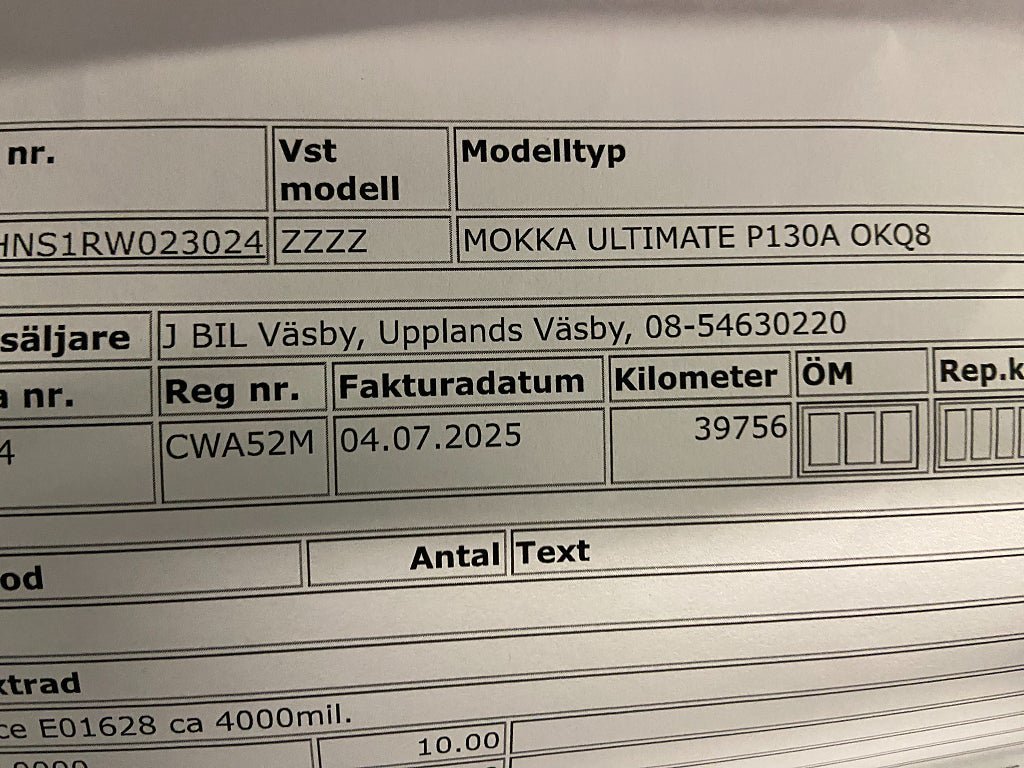 nr.
Vst modell
Modelltyp
HNS1RW023024
ZZZZ
MOKKA ULTIMATE P130A OKQ8
säljare
J BIL Väsby, Upplands Väsby, 08-54630220
nr.
Reg nr.
Fakturadatum
Kilometer
ÖM
Rep.k
4
CWA52M
04.07.2025
39756
od
Antal
Text
ktrad
ce E01628 ca 4000mil.
10.00